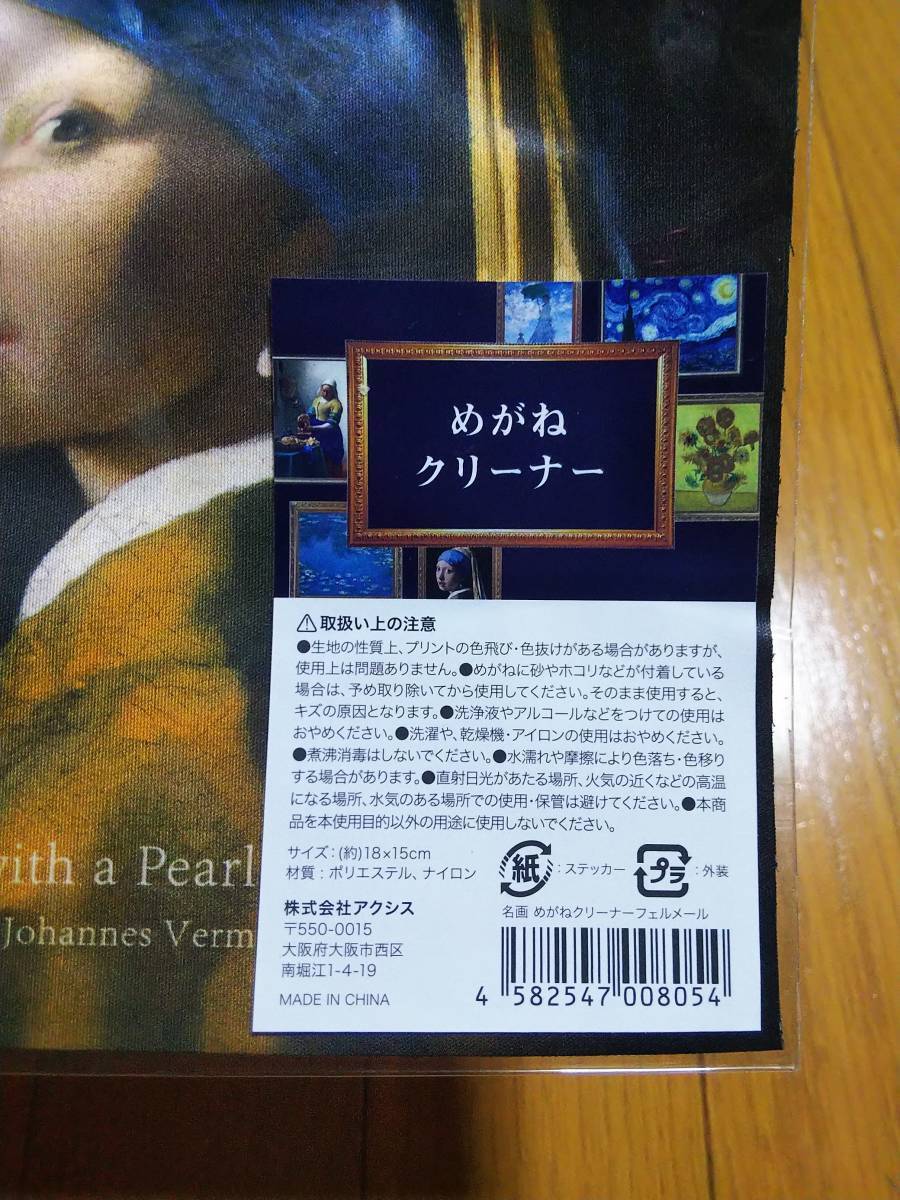 めがね
クリーナー
⚠取扱い上の注意
●生地の性質上、プリントの色飛び・色抜けがある場合がありますが、
使用上は問題ありません。●めがねに砂やホコリなどが付着している
場合は、予め取り除いてから使用してください。そのまま使用すると、
キズの原因となります。●洗浄液やアルコールなどをつけての使用は
おやめください。●洗濯や、乾燥機・アイロンの使用はおやめください。
●煮沸消毒はしないでください。●水濡れや摩擦により色落ち・色移り
する場合があります。●直射日光があたる場所、火気の近くなどの高温
になる場所、水気のある場所での使用・保管は避けてください。●本商
品を本使用目的以外の用途に使用しないでください。
サイズ:(約)18×15cm
材質:ポリエステル、ナイロン
紙:ステッカー
プラ:外装
株式会社アクシス
〒550-0015
大阪府大阪市西区
南堀江1-4-19
MADE IN CHINA
名画 めがねクリーナーフェルメール
4 582547 008054
with a Pearl
Johannes Verm